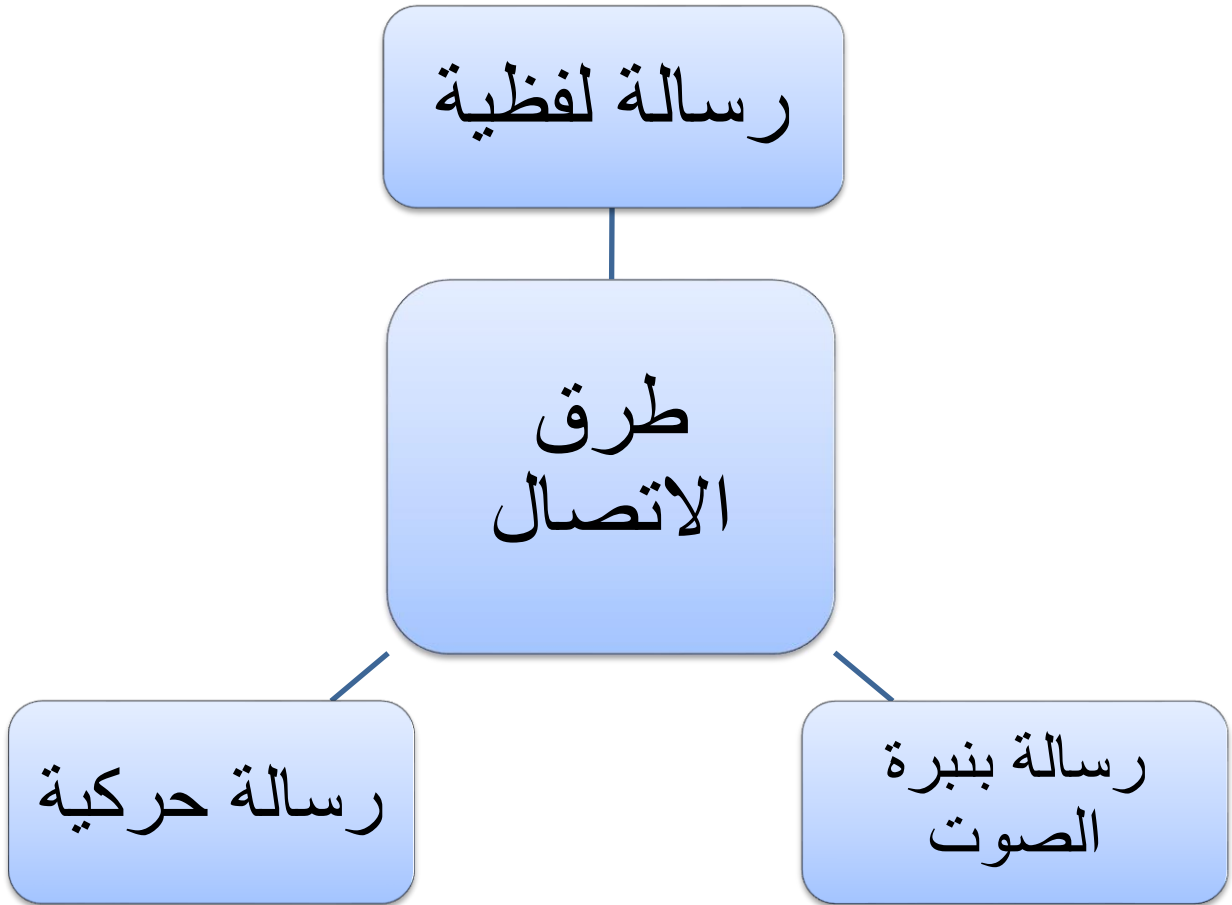 رسالة لفظية
طرق
الاتصال
رسالة بنبرة
الصوت
رسالة حركية